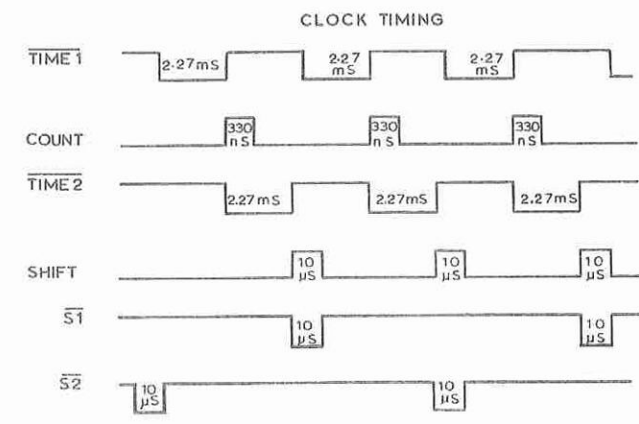 CLOCK TIMING
TIME 1 2·27mS 2·27 mS 2·27 mS
COUNT 330 nS 330 nS 330 nS
TIME 2 2.27mS 2.27mS 2.27mS
SHIFT 10 µS 10 µS 10 µS
S1 10 µS 10 µS
S2 10 µS 10 µS